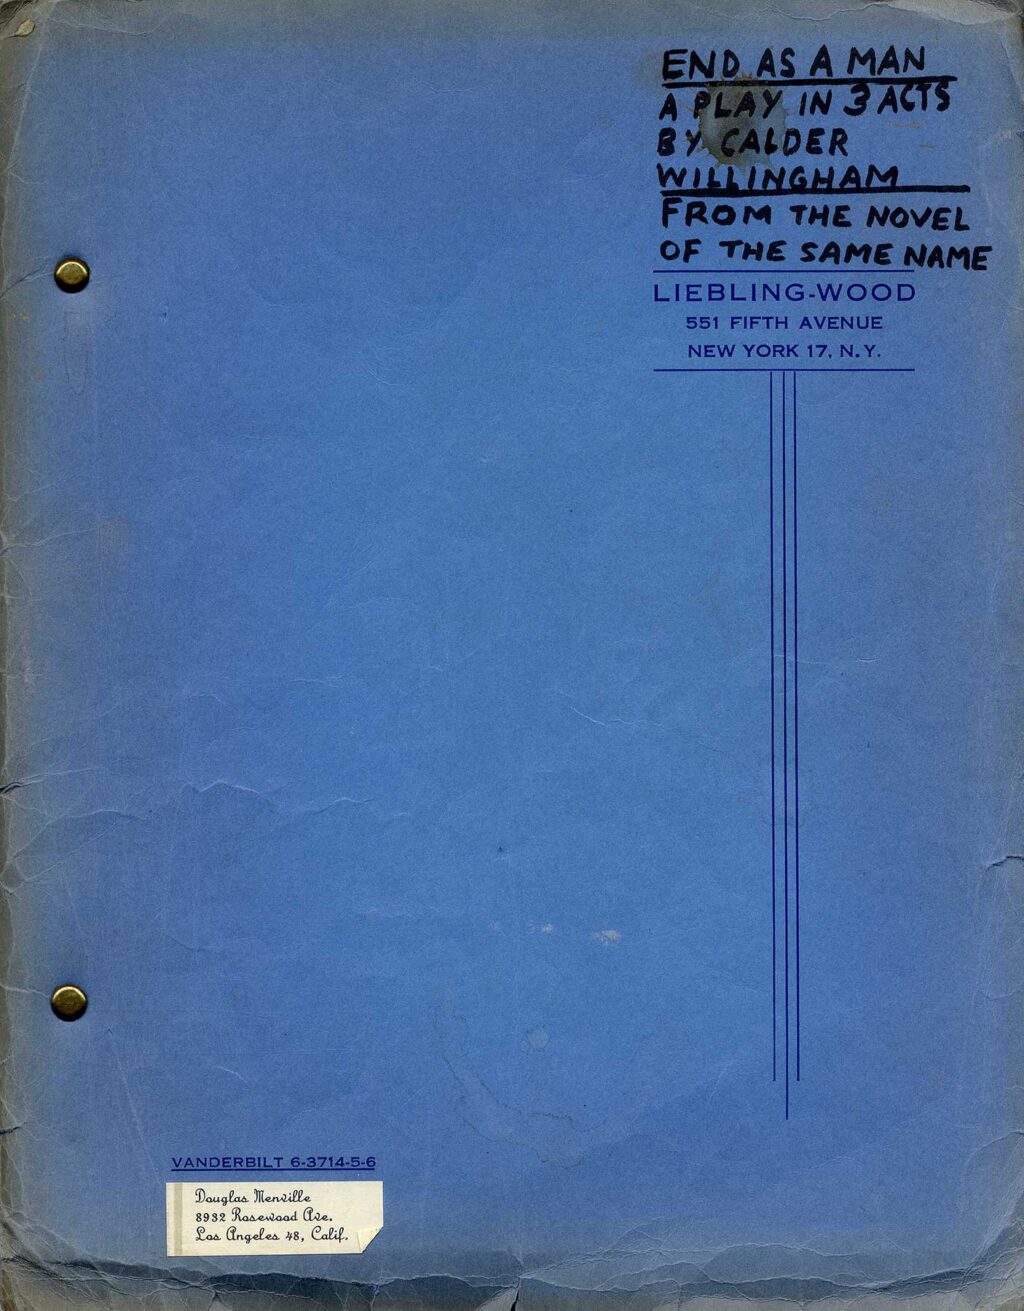 END AS A MAN
A PLAY IN 3 ACTS
BY CALDER
WILLINGHAM
FROM THE NOVEL
OF THE SAME NAME
LIEBLING-WOOD
551 FIFTH AVENUE
NEW YORK 17, N.Y.
VANDERBILT 6-3714-5-6
Douglas Menville
8932 Rosewood Ave.
Los Angeles 48, Calif.